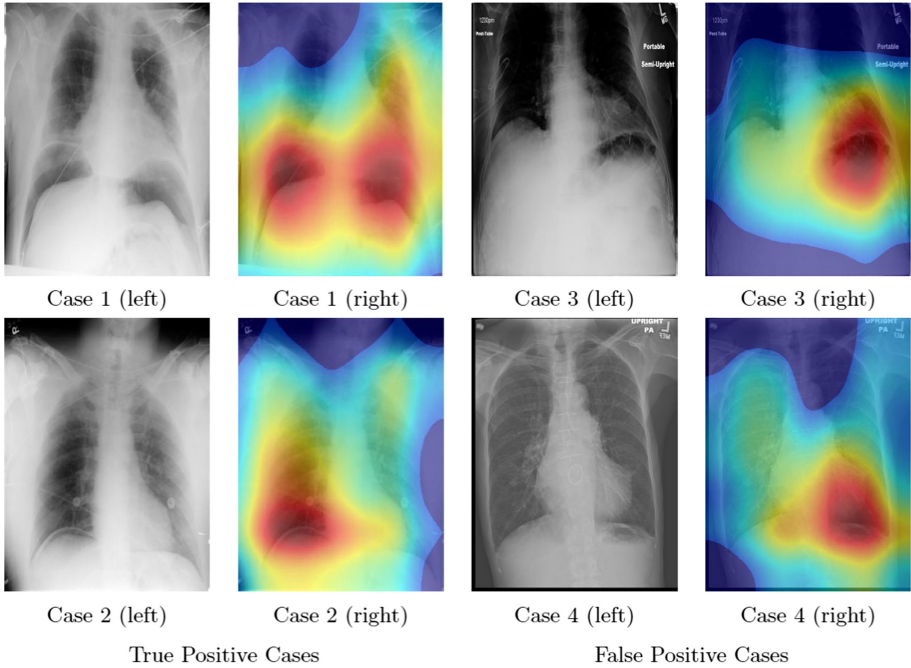 1230pm
Portable
Semi-Upright
Portable
Semi-Upright
Case 1 (left)
Case 1 (right)
Case 3 (left)
Case 3 (right)
UPRIGHT
PA
UPRIGHT
PA
Case 2 (left)
Case 2 (right)
Case 4 (left)
Case 4 (right)
True Positive Cases
False Positive Cases